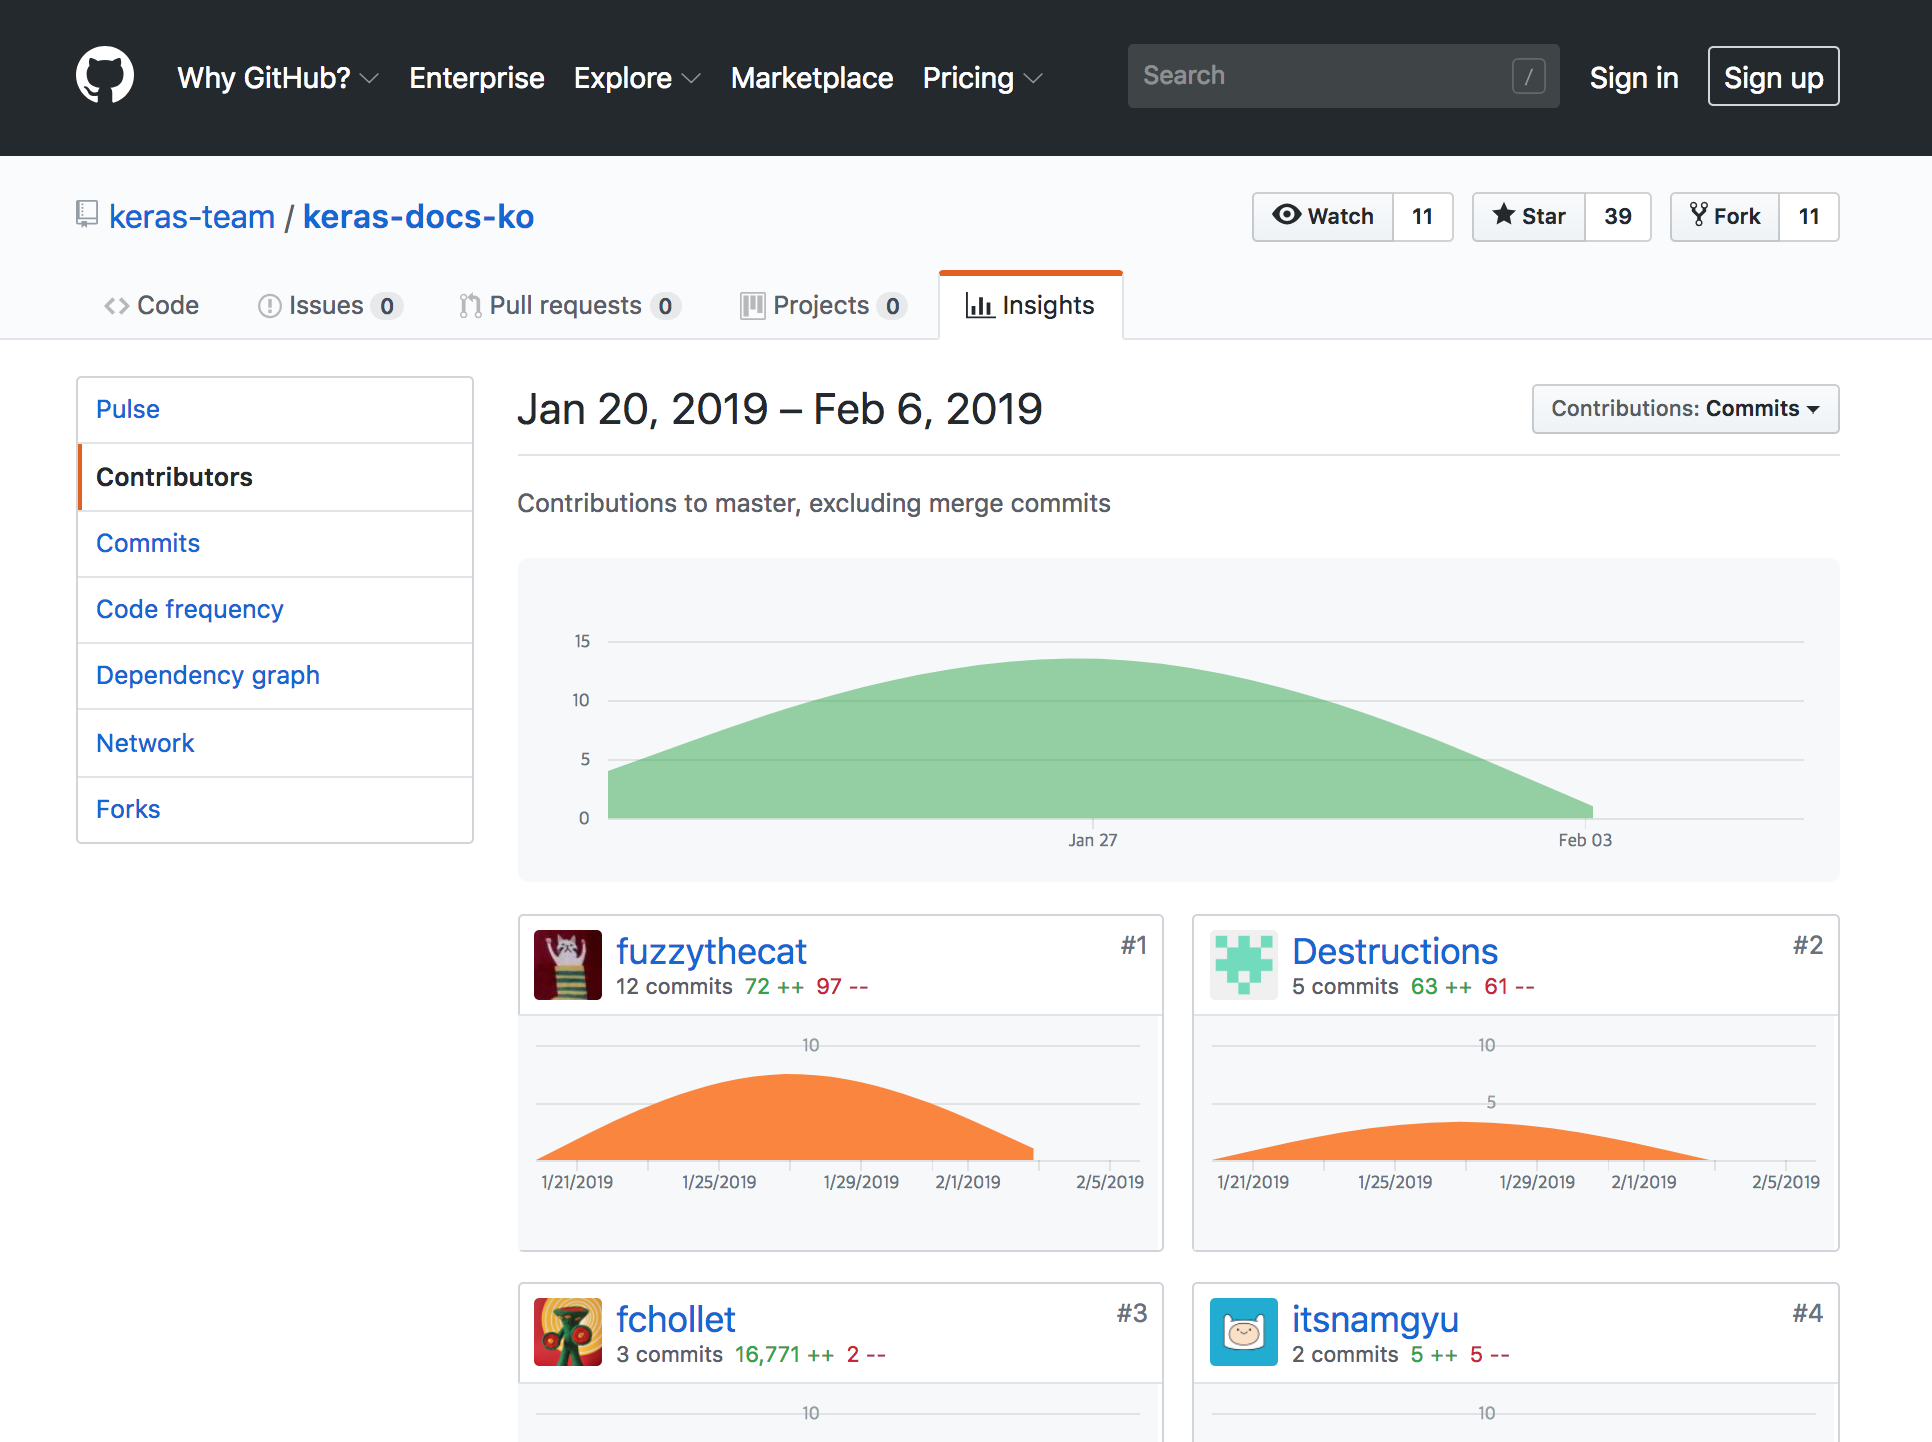 Why GitHub? Enterprise Explore Marketplace Pricing Search / Sign in Sign up
keras-team / keras-docs-ko Watch 11 Star 39 Fork 11
Code Issues 0 Pull requests 0 Projects 0 Insights
Pulse
Contributors
Commits
Code frequency
Dependency graph
Network
Forks
Jan 20, 2019 – Feb 6, 2019 Contributions: Commits
Contributions to master, excluding merge commits
15
10
5
0
Jan 27 Feb 03
fuzzythecat #1
12 commits 72 ++ 97 --
10
1/21/2019 1/25/2019 1/29/2019 2/1/2019 2/5/2019
Destructions #2
5 commits 63 ++ 61 --
10
5
1/21/2019 1/25/2019 1/29/2019 2/1/2019 2/5/2019
fchollet #3
3 commits 16,771 ++ 2 --
10
itsnamgyu #4
2 commits 5 ++ 5 --
10